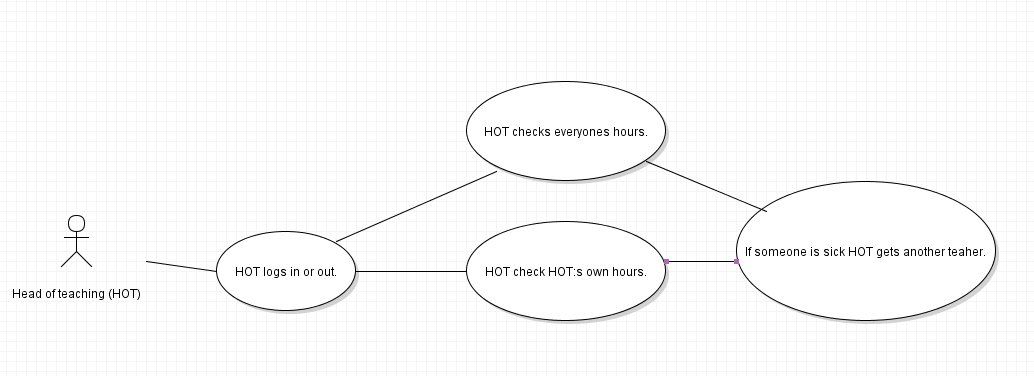 HOT checks everyones hours.
If someone is sick HOT gets another teaher.
HOT logs in or out.
HOT check HOT:s own hours.
Head of teaching (HOT)